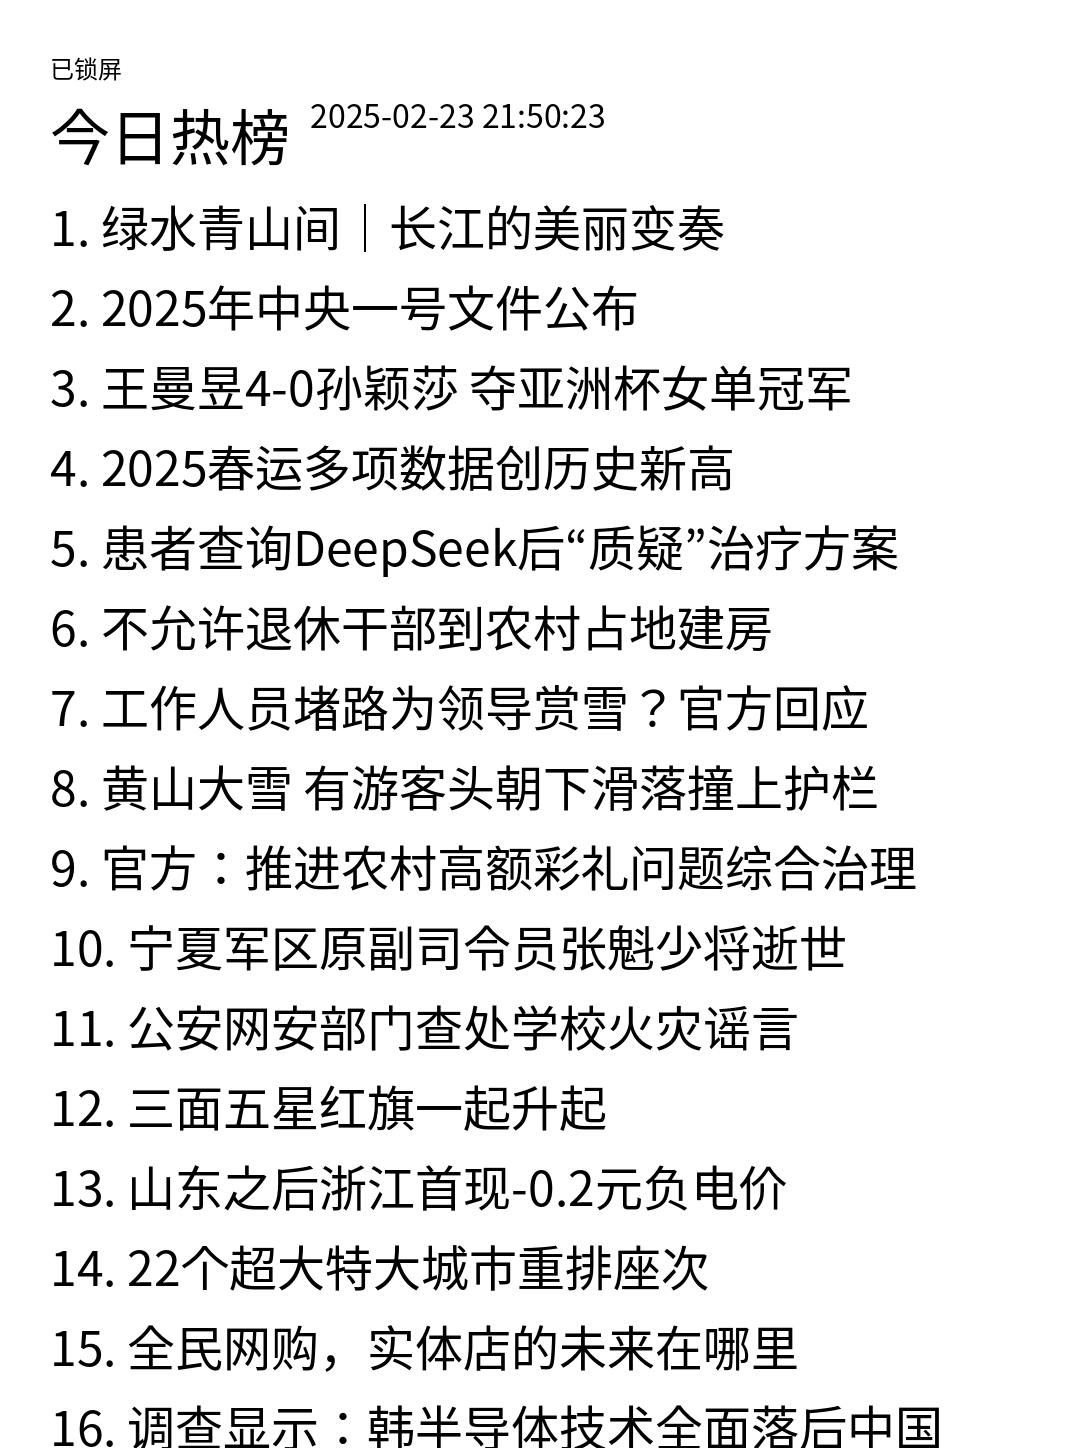 已锁屏
今日热榜 2025-02-23 21:50:23
1. 绿水青山间｜长江的美丽变奏
2. 2025年中央一号文件公布
3. 王曼昱4-0孙颖莎 夺亚洲杯女单冠军
4. 2025春运多项数据创历史新高
5. 患者查询DeepSeek后“质疑”治疗方案
6. 不允许退休干部到农村占地建房
7. 工作人员堵路为领导赏雪？官方回应
8. 黄山大雪 有游客头朝下滑落撞上护栏
9. 官方：推进农村高额彩礼问题综合治理
10. 宁夏军区原副司令员张魁少将逝世
11. 公安网安部门查处学校火灾谣言
12. 三面五星红旗一起升起
13. 山东之后浙江首现-0.2元负电价
14. 22个超大特大城市重排座次
15. 全民网购，实体店的未来在哪里
16. 调查显示：韩半导体技术全面落后中国